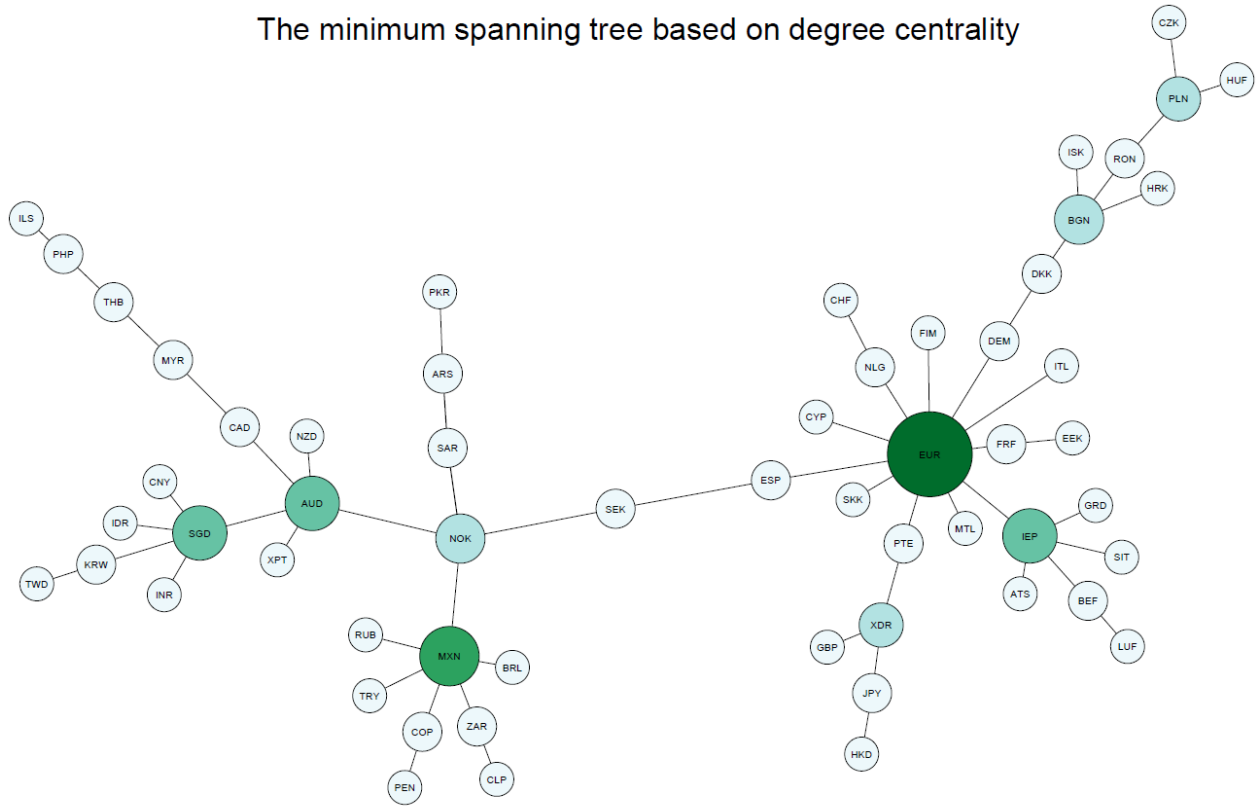 The minimum spanning tree based on degree centrality
CZK
HUF
PLN
ISK
RON
HRK
ILS
BGN
PHP
DKK
PKR
THB
CHF
FIM
DEM
MYR
ITL
NLG
ARS
CYP
CAD
NZD
EEK
FRF
SAR
EUR
CNY
ESP
SKK
AUD
GRD
SEK
IDR
MTL
SGD
IEP
NOK
PTE
SIT
XPT
KRW
TWD
INR
ATS
BEF
XDR
RUB
GBP
LUF
MXN
BRL
TRY
JPY
ZAR
COP
HKD
CLP
PEN